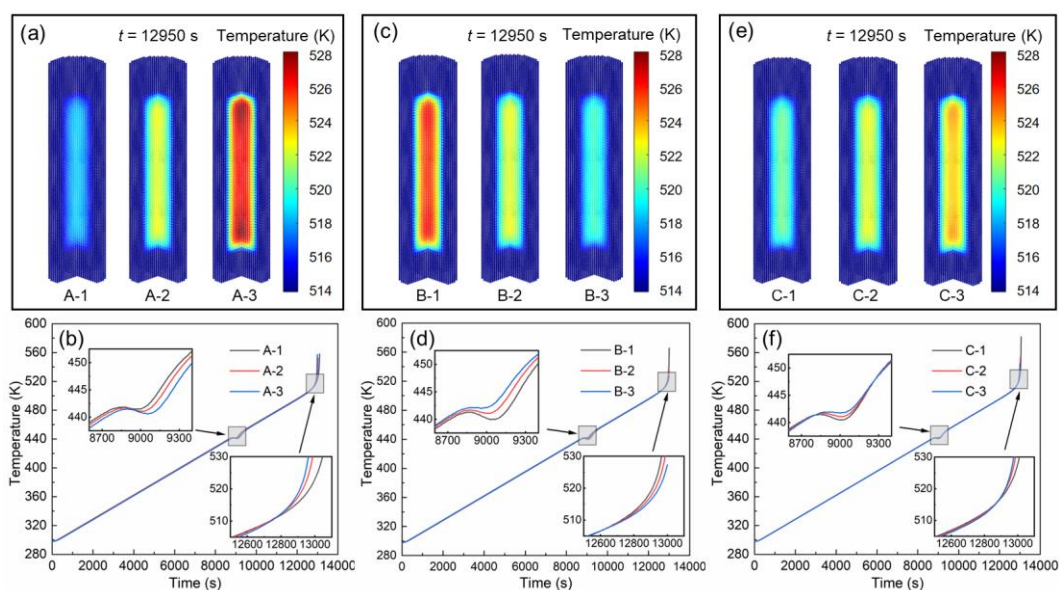 (a)
t = 12950 s Temperature (K)
528
526
524
522
520
518
516
514
A-1 A-2 A-3
(c)
t = 12950 s Temperature (K)
528
526
524
522
520
518
516
514
B-1 B-2 B-3
(e)
t = 12950 s Temperature (K)
528
526
524
522
520
518
516
514
C-1 C-2 C-3
(b)
Temperature (K)
600
560
520
480
440
400
360
320
280
450
445
440
8700 9000 9300
A-1
A-2
A-3
530
520
510
12600 12800 13000
0 2000 4000 6000 8000 10000 12000 14000
Time (s)
(d)
Temperature (K)
600
560
520
480
440
400
360
320
280
450
445
440
8700 9000 9300
B-1
B-2
B-3
530
520
510
12600 12800 13000
0 2000 4000 6000 8000 10000 12000 14000
Time (s)
(f)
Temperature (K)
600
560
520
480
440
400
360
320
280
450
445
440
8700 9000 9300
C-1
C-2
C-3
530
520
510
12600 12800 13000
0 2000 4000 6000 8000 10000 12000 14000
Time (s)